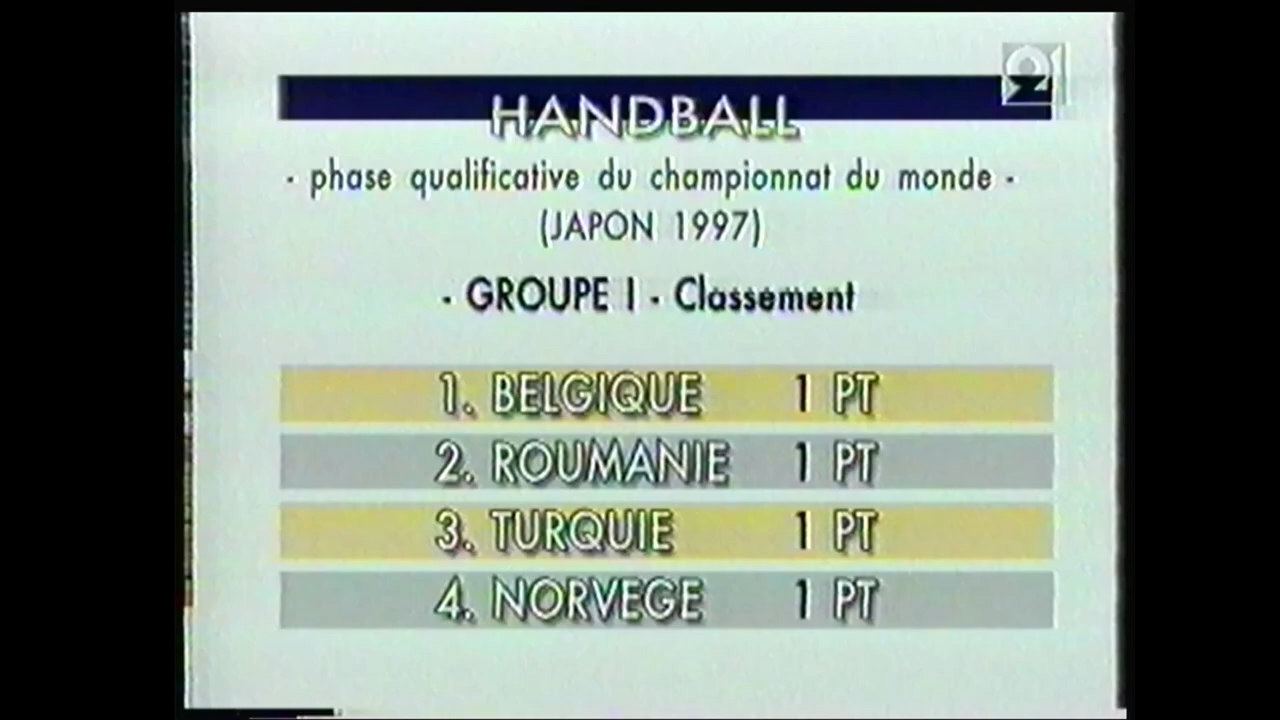 HANDBALL
- phase qualificative du championnat du monde -
(JAPON 1997)
- GROUPE I - Classement
1. BELGIQUE 1 PT
2. ROUMANIE 1 PT
3. TURQUIE 1 PT
4. NORVEGE 1 PT